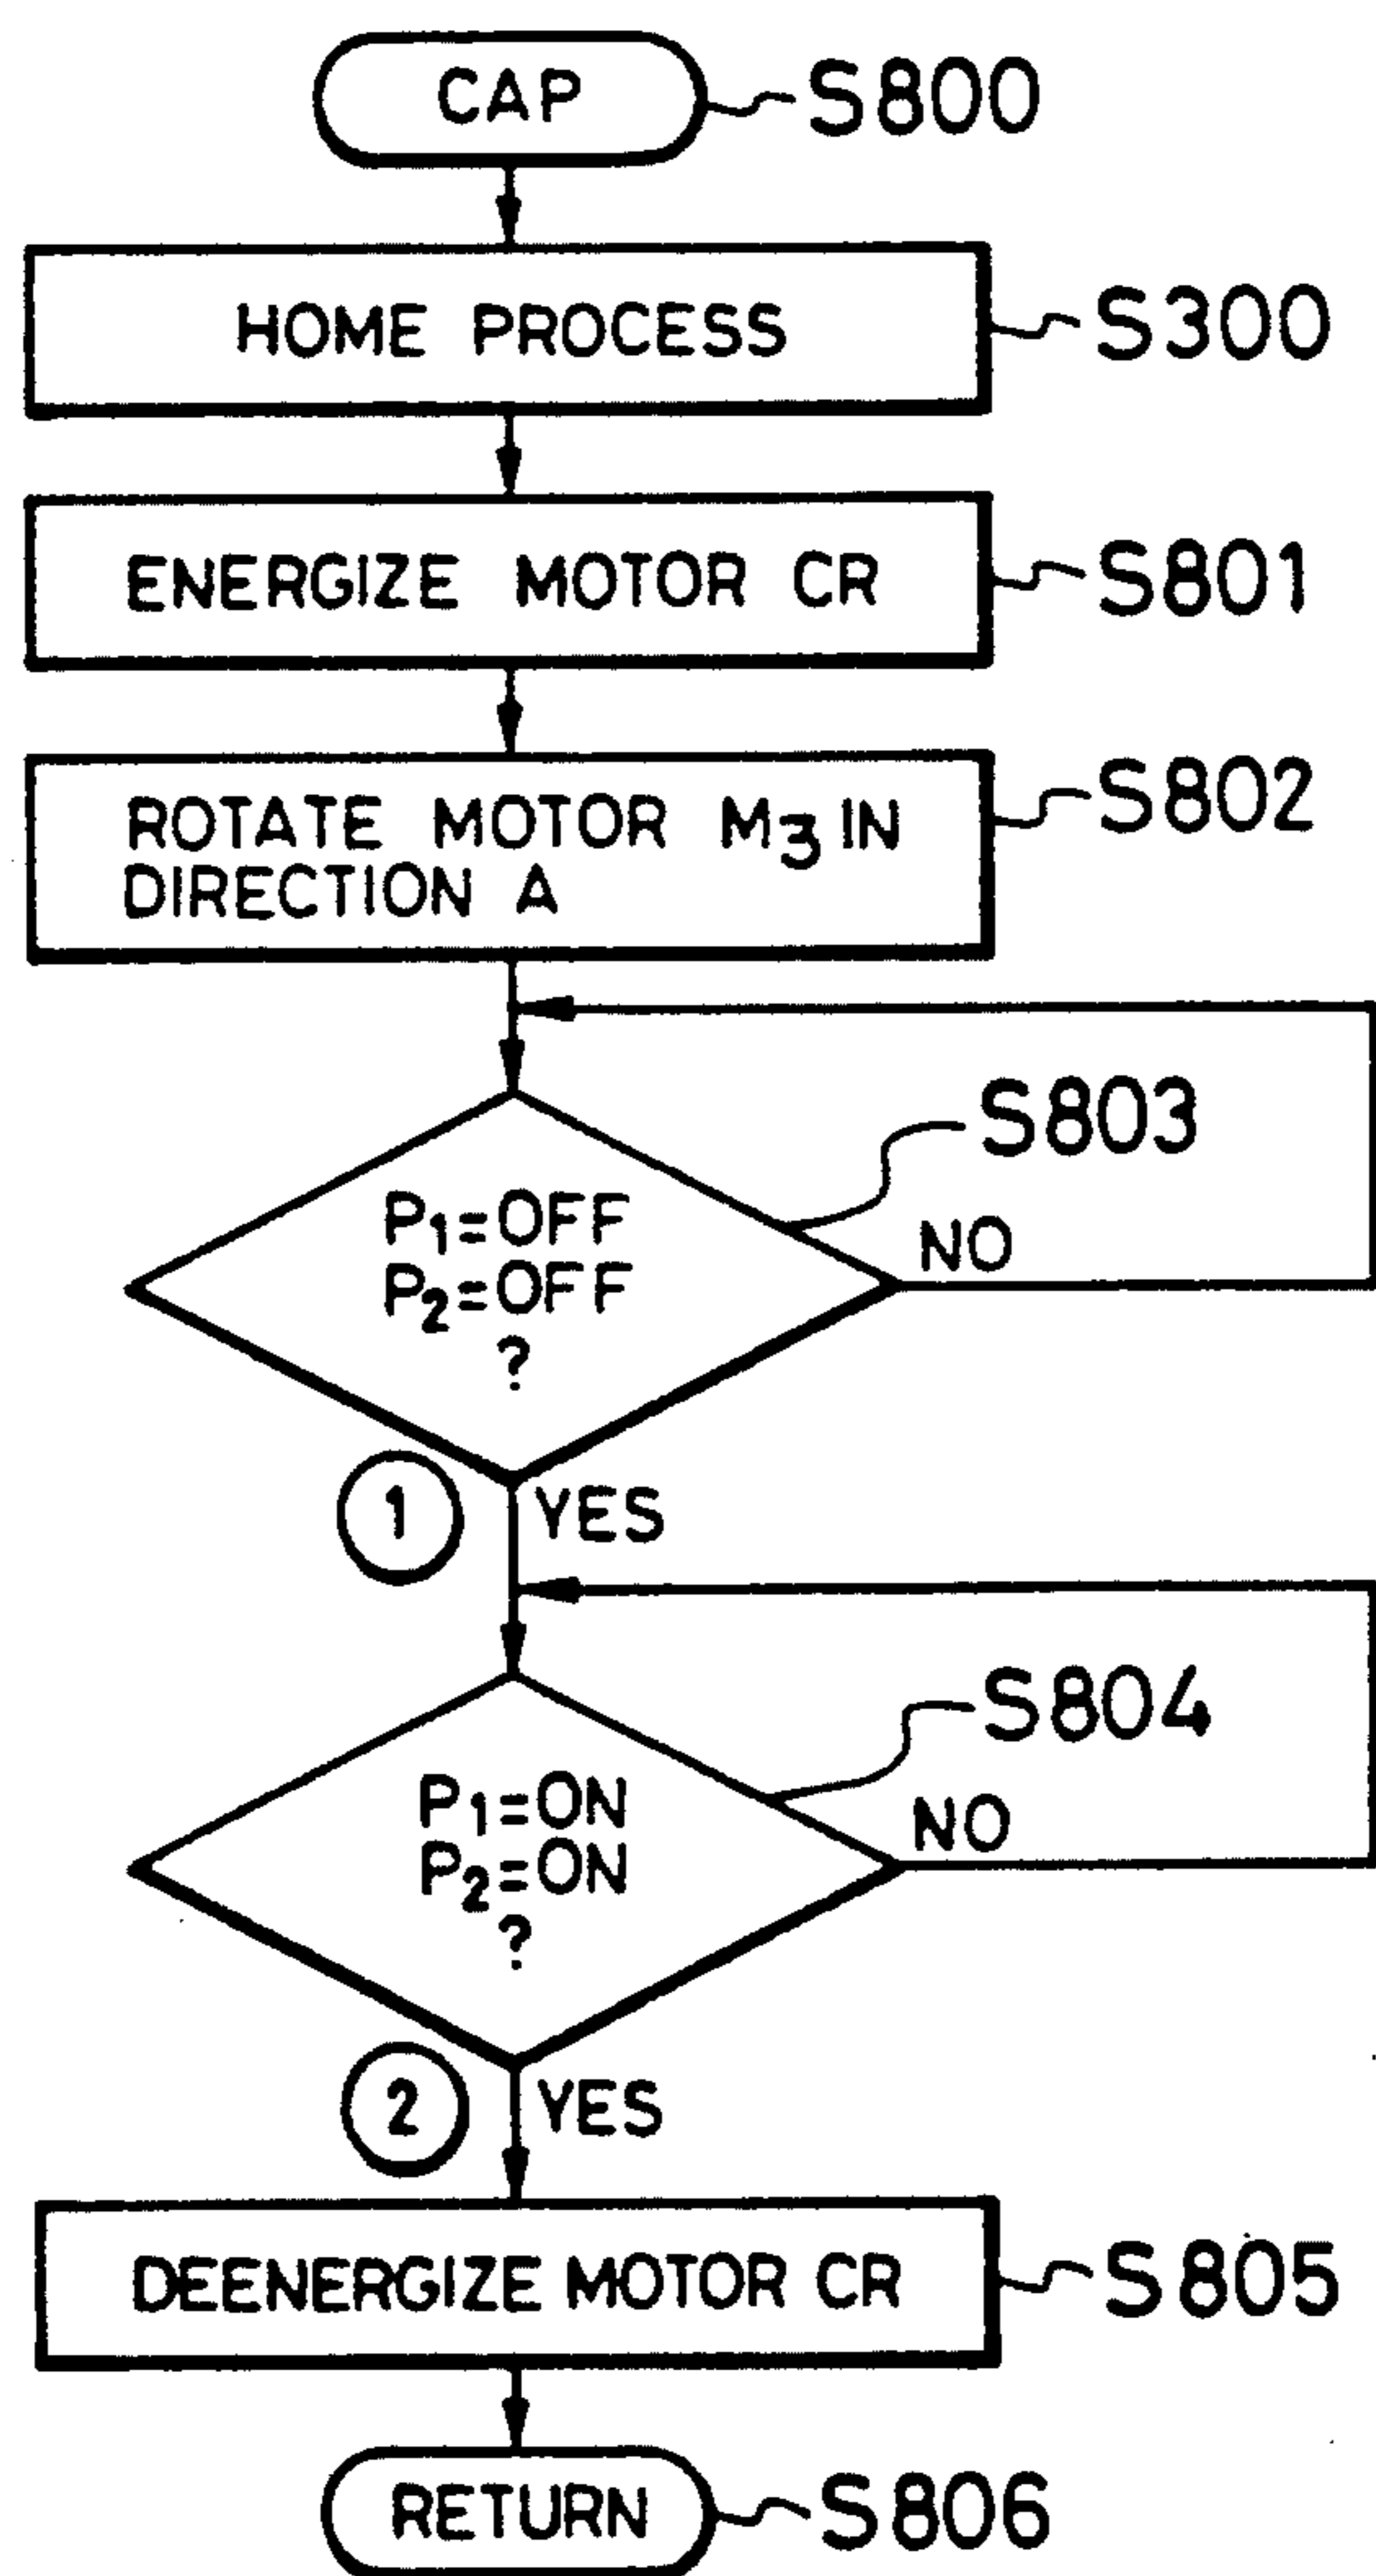 CAP
S800
HOME PROCESS
S300
ENERGIZE MOTOR CR
S801
ROTATE MOTOR M₃ IN
DIRECTION A
S802
S803
P₁=OFF
P₂=OFF
?
NO
1
YES
S804
P₁=ON
P₂=ON
?
NO
2
YES
DEENERGIZE MOTOR CR
S805
RETURN
S806